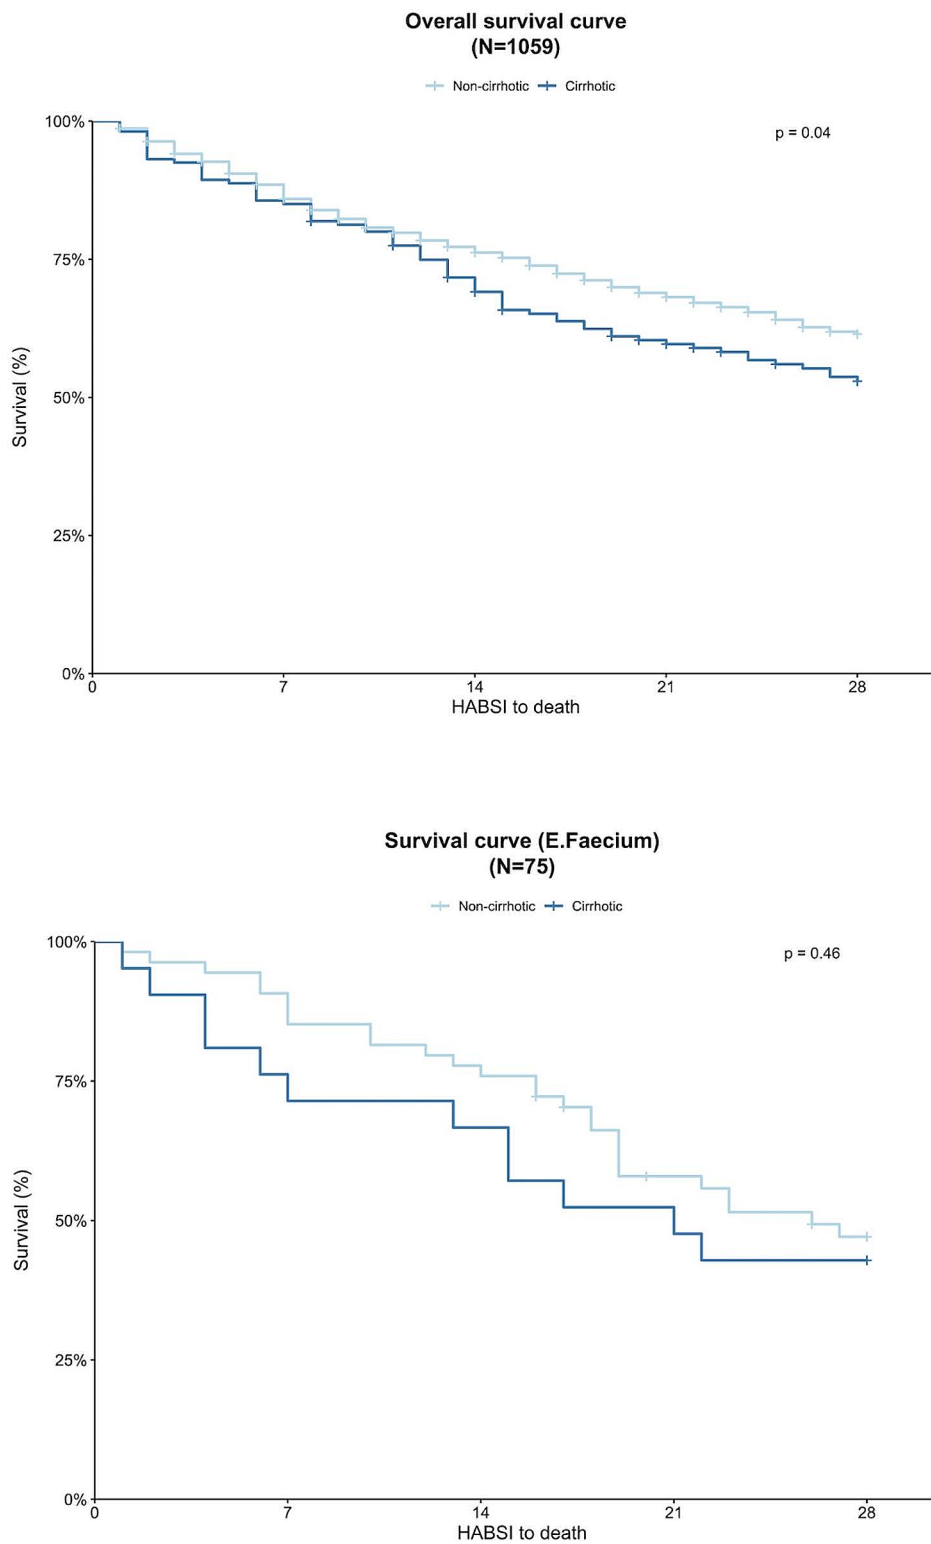 Overall survival curve
(N=1059)
Non-cirrhotic Cirrhotic
p = 0.04
100%
75%
50%
25%
0%
Survival (%)
0 7 14 21 28
HABSI to death
Survival curve (E.Faecium)
(N=75)
Non-cirrhotic Cirrhotic
p = 0.46
100%
75%
50%
25%
0%
Survival (%)
0 7 14 21 28
HABSI to death